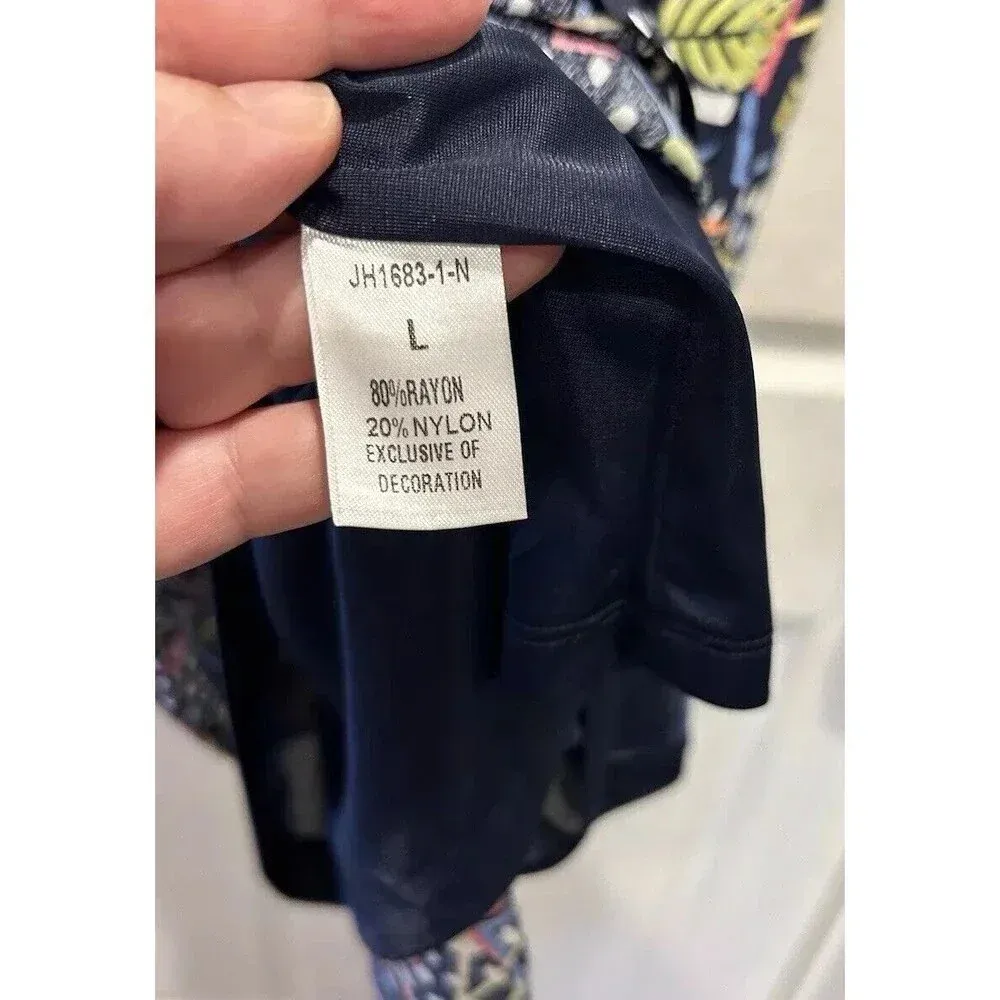 JH1683-1-N
L
80%RAYON
20% NYLON
EXCLUSIVE OF
DECORATION